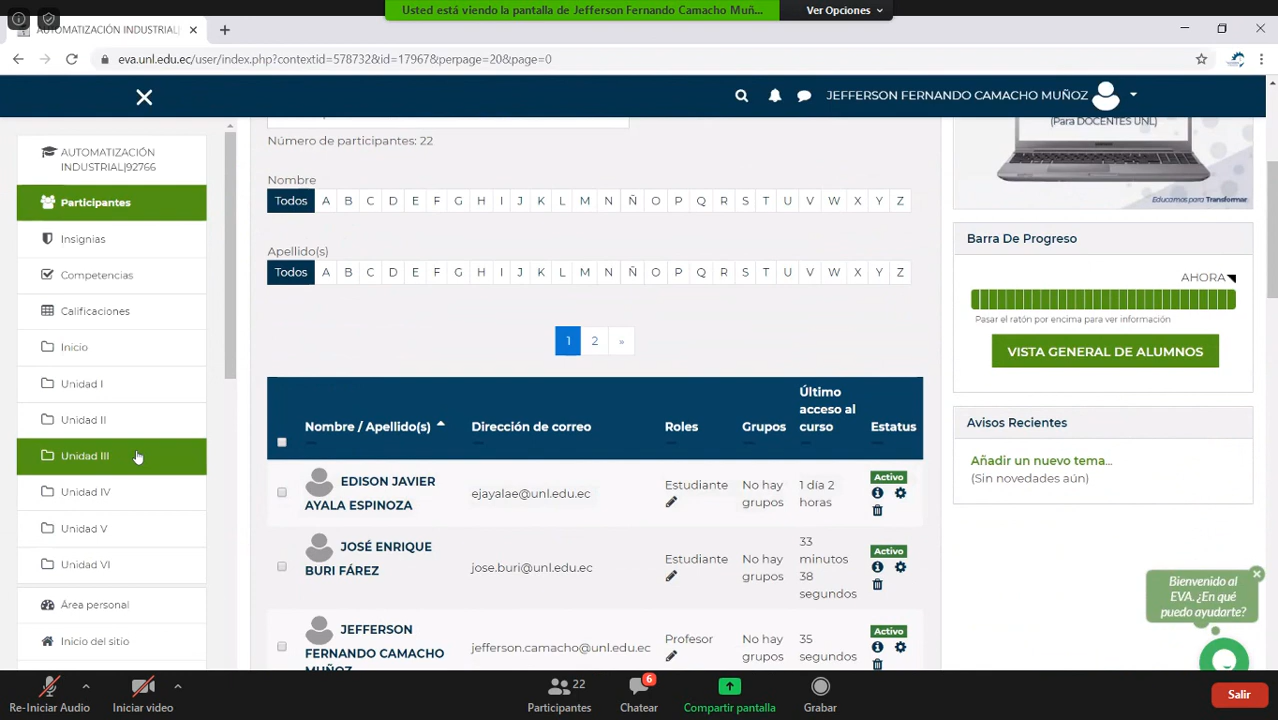 Usted está viendo la pantalla de Jefferson Fernando Camacho Muñ... Ver Opciones
AUTOMATIZACIÓN INDUSTRIAL|
eva.unl.edu.ec/user/index.php?contextid=578732&id=17967&perpage=20&page=0
JEFFERSON FERNANDO CAMACHO MUÑOZ
AUTOMATIZACIÓN
INDUSTRIAL|92766
Participantes
Insignias
Competencias
Calificaciones
Inicio
Unidad I
Unidad II
Unidad III
Unidad IV
Unidad V
Unidad VI
Área personal
Inicio del sitio
Número de participantes: 22
Nombre
Todos A B C D E F G H I J K L M N Ñ O P Q R S T U V W X Y Z
Apellido(s)
Todos A B C D E F G H I J K L M N Ñ O P Q R S T U V W X Y Z
1 2 »
Nombre / Apellido(s) Dirección de correo Roles Grupos Último acceso al curso Estatus
EDISON JAVIER AYALA ESPINOZA ejayalae@unl.edu.ec Estudiante No hay grupos 1 día 2 horas Activo
JOSÉ ENRIQUE BURI FÁREZ jose.buri@unl.edu.ec Estudiante No hay grupos 33 minutos 38 segundos Activo
JEFFERSON FERNANDO CAMACHO MUÑOZ jefferson.camacho@unl.edu.ec Profesor No hay grupos 35 segundos Activo
(Para DOCENTES UNL)
Educamos para Transformar
Barra De Progreso
AHORA
Pasar el ratón por encima para ver información
VISTA GENERAL DE ALUMNOS
Avisos Recientes
Añadir un nuevo tema...
(Sin novedades aún)
Bienvenido al
EVA. ¿En qué
puedo ayudarte?
Re-Iniciar Audio
Iniciar video
22
Participantes
6
Chatear
Compartir pantalla
Grabar
Salir